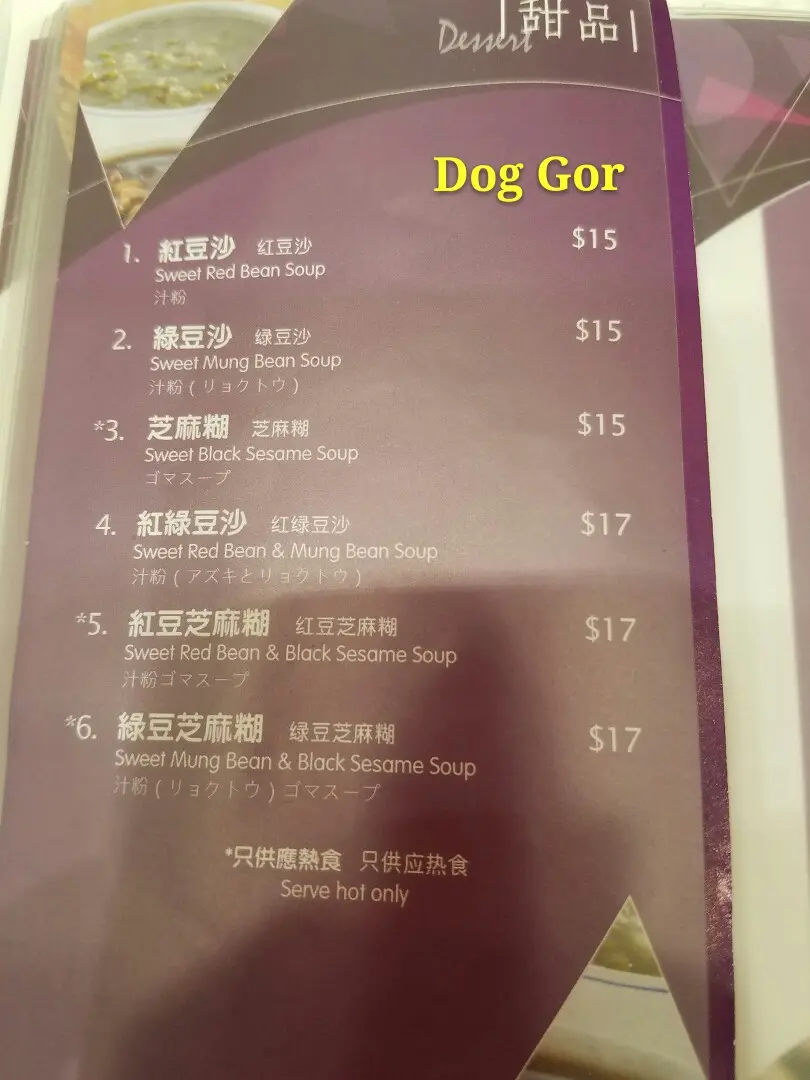 Dessert |甜品|
Dog Gor
1. 紅豆沙 红豆沙 $15
Sweet Red Bean Soup
汁粉
2. 綠豆沙 绿豆沙 $15
Sweet Mung Bean Soup
汁粉 ( リョクトウ )
*3. 芝麻糊 芝麻糊 $15
Sweet Black Sesame Soup
ゴマスープ
4. 紅綠豆沙 红绿豆沙 $17
Sweet Red Bean & Mung Bean Soup
汁粉 ( アズキとリョクトウ )
*5. 紅豆芝麻糊 红豆芝麻糊 $17
Sweet Red Bean & Black Sesame Soup
汁粉ゴマスープ
*6. 綠豆芝麻糊 绿豆芝麻糊 $17
Sweet Mung Bean & Black Sesame Soup
汁粉 ( リョクトウ ) ゴマスープ
*只供應熱食 只供应热食
Serve hot only